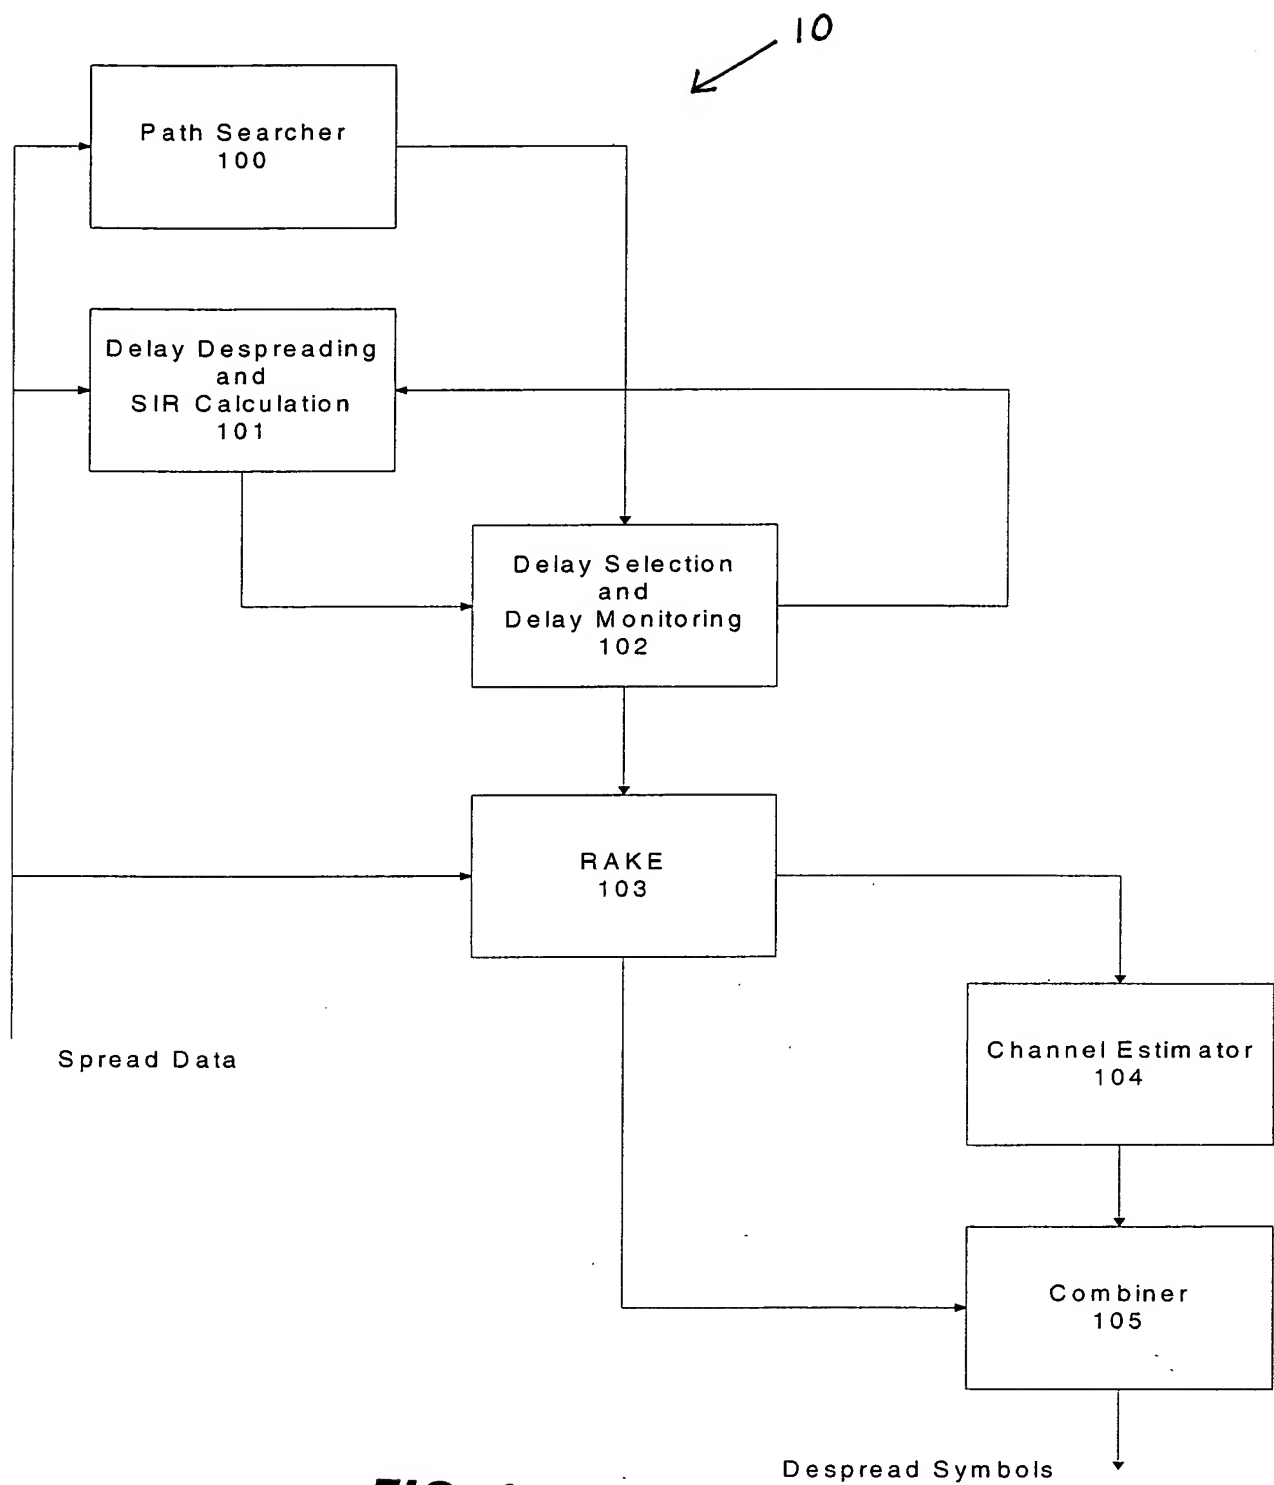 10
Path Searcher
100
Delay Despreading
and
SIR Calculation
101
Delay Selection
and
Delay Monitoring
102
RAKE
103
Spread Data
Channel Estimator
104
Combiner
105
Despread Symbols